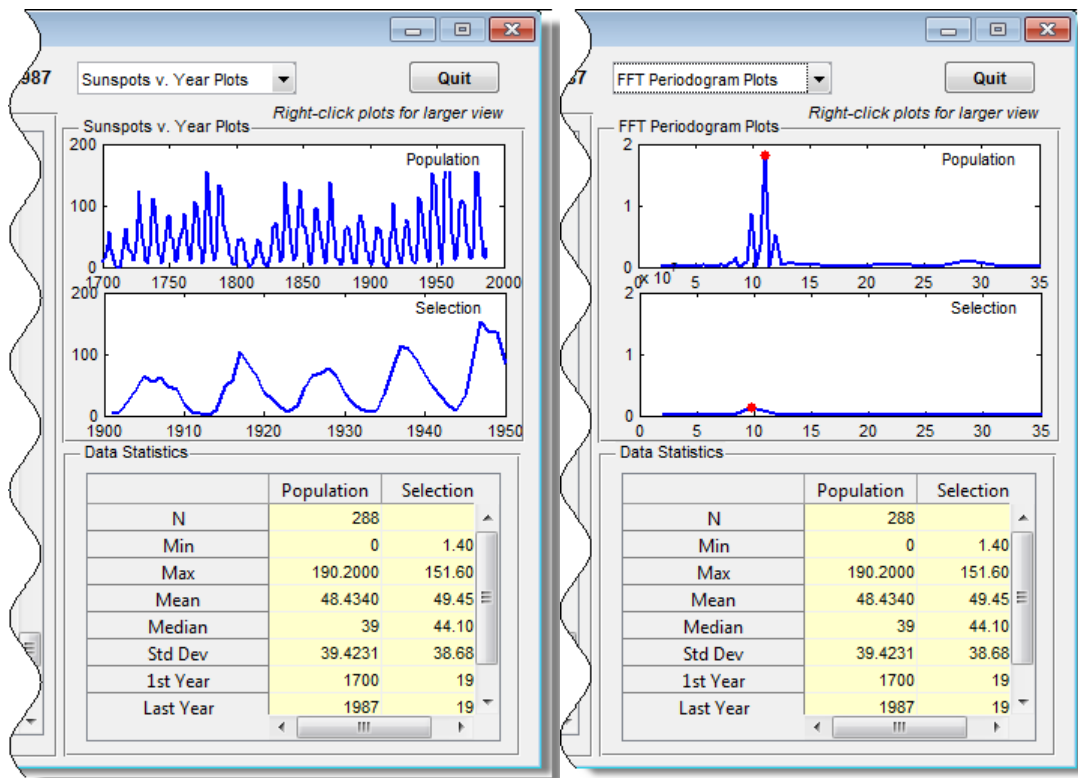 1987
Sunspots v. Year Plots
Quit
Right-click plots for larger view
Sunspots v. Year Plots
200
100
0
Population
1700 1750 1800 1850 1900 1950 2000
200
100
0
Selection
1900 1910 1920 1930 1940 1950
Data Statistics
Population Selection
N 288
Min 0 1.40
Max 190.2000 151.60
Mean 48.4340 49.45
Median 39 44.10
Std Dev 39.4231 38.68
1st Year 1700 19
Last Year 1987 19
87
FFT Periodogram Plots
Quit
Right-click plots for larger view
FFT Periodogram Plots
2
1
0
Population
0 5 10 15 20 25 30 35
x 10
2
1
0
Selection
0 5 10 15 20 25 30 35
Data Statistics
Population Selection
N 288
Min 0 1.40
Max 190.2000 151.60
Mean 48.4340 49.45
Median 39 44.10
Std Dev 39.4231 38.68
1st Year 1700 19
Last Year 1987 19